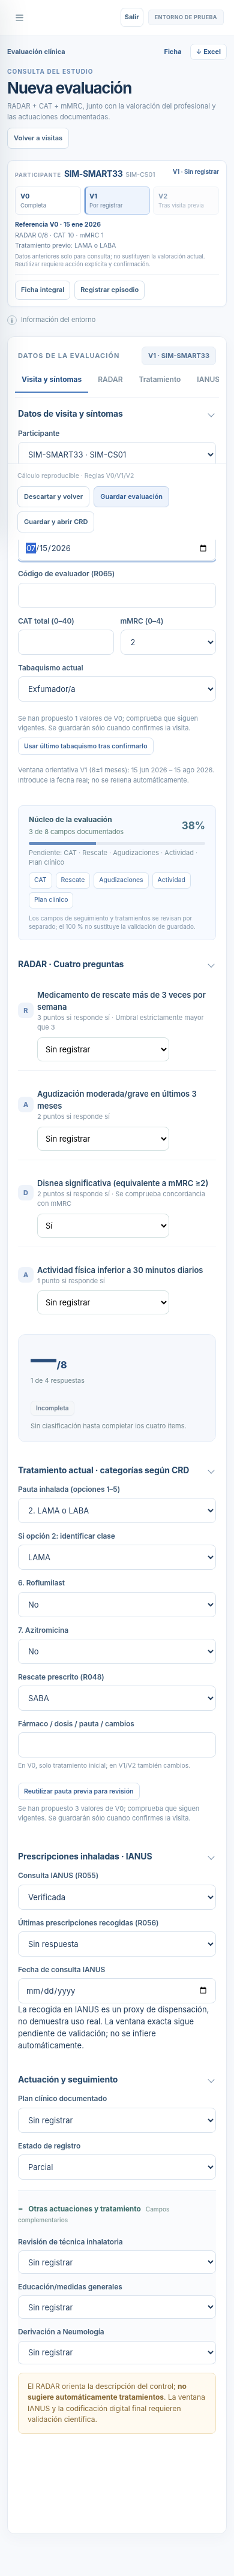 Salir
ENTORNO DE PRUEBA
Evaluación clínica
Ficha
↓ Excel
CONSULTA DEL ESTUDIO
Nueva evaluación
RADAR + CAT + mMRC, junto con la valoración del profesional y
las actuaciones documentadas.
Volver a visitas
PARTICIPANTE SIM-SMART33 SIM-CS01
V1 · Sin registrar
V0
Completa
V1
Por registrar
V2
Tras visita previa
Referencia V0 · 15 ene 2026
RADAR 0/8 · CAT 10 · mMRC 1
Tratamiento previo: LAMA o LABA
Datos anteriores solo para consulta; no sustituyen la valoración actual.
Reutilizar requiere acción explícita y confirmación.
Ficha integral
Registrar episodio
i Información del entorno
DATOS DE LA EVALUACIÓN
V1 · SIM-SMART33
Visita y síntomas
RADAR
Tratamiento
IANUS
Datos de visita y síntomas
Participante
SIM-SMART33 · SIM-CS01
Cálculo reproducible · Reglas V0/V1/V2
Descartar y volver
Guardar evaluación
Guardar y abrir CRD
07/15/2026
Código de evaluador (R065)
CAT total (0–40)
mMRC (0–4)
2
Tabaquismo actual
Exfumador/a
Se han propuesto 1 valores de V0; comprueba que siguen
vigentes. Se guardarán sólo cuando confirmes la visita.
Usar último tabaquismo tras confirmarlo
Ventana orientativa V1 (6±1 meses): 15 jun 2026 – 15 ago 2026.
Introduce la fecha real; no se rellena automáticamente.
Núcleo de la evaluación
3 de 8 campos documentados
38%
Pendiente: CAT · Rescate · Agudizaciones · Actividad ·
Plan clínico
CAT
Rescate
Agudizaciones
Actividad
Plan clínico
Los campos de seguimiento y tratamientos se revisan por
separado; el 100 % no sustituye la validación de guardado.
RADAR · Cuatro preguntas
R
Medicamento de rescate más de 3 veces por
semana
3 puntos si responde sí · Umbral estrictamente mayor
que 3
Sin registrar
A
Agudización moderada/grave en últimos 3
meses
2 puntos si responde sí
Sin registrar
D
Disnea significativa (equivalente a mMRC ≥2)
2 puntos si responde sí · Se comprueba concordancia
con mMRC
Sí
A
Actividad física inferior a 30 minutos diarios
1 punto si responde sí
Sin registrar
—/8
1 de 4 respuestas
Incompleta
Sin clasificación hasta completar los cuatro ítems.
Tratamiento actual · categorías según CRD
Pauta inhalada (opciones 1–5)
2. LAMA o LABA
Si opción 2: identificar clase
LAMA
6. Roflumilast
No
7. Azitromicina
No
Rescate prescrito (R048)
SABA
Fármaco / dosis / pauta / cambios
En V0, solo tratamiento inicial; en V1/V2 también cambios.
Reutilizar pauta previa para revisión
Se han propuesto 3 valores de V0; comprueba que siguen
vigentes. Se guardarán sólo cuando confirmes la visita.
Prescripciones inhaladas · IANUS
Consulta IANUS (R055)
Verificada
Últimas prescripciones recogidas (R056)
Sin respuesta
Fecha de consulta IANUS
mm/dd/yyyy
La recogida en IANUS es un proxy de dispensación,
no demuestra uso real. La ventana exacta sigue
pendiente de validación; no se infiere
automáticamente.
Actuación y seguimiento
Plan clínico documentado
Sin registrar
Estado de registro
Parcial
– Otras actuaciones y tratamiento Campos
complementarios
Revisión de técnica inhalatoria
Sin registrar
Educación/medidas generales
Sin registrar
Derivación a Neumología
Sin registrar
El RADAR orienta la descripción del control; no
sugiere automáticamente tratamientos. La ventana
IANUS y la codificación digital final requieren
validación científica.